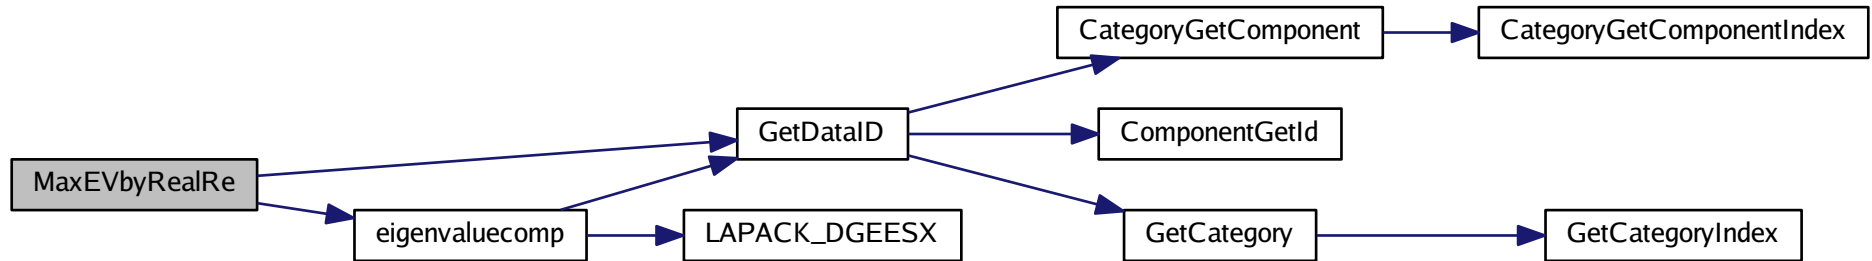 CategoryGetComponent
CategoryGetComponentIndex
GetDataID
ComponentGetId
MaxEVbyRealRe
eigenvaluecomp
LAPACK_DGEESX
GetCategory
GetCategoryIndex